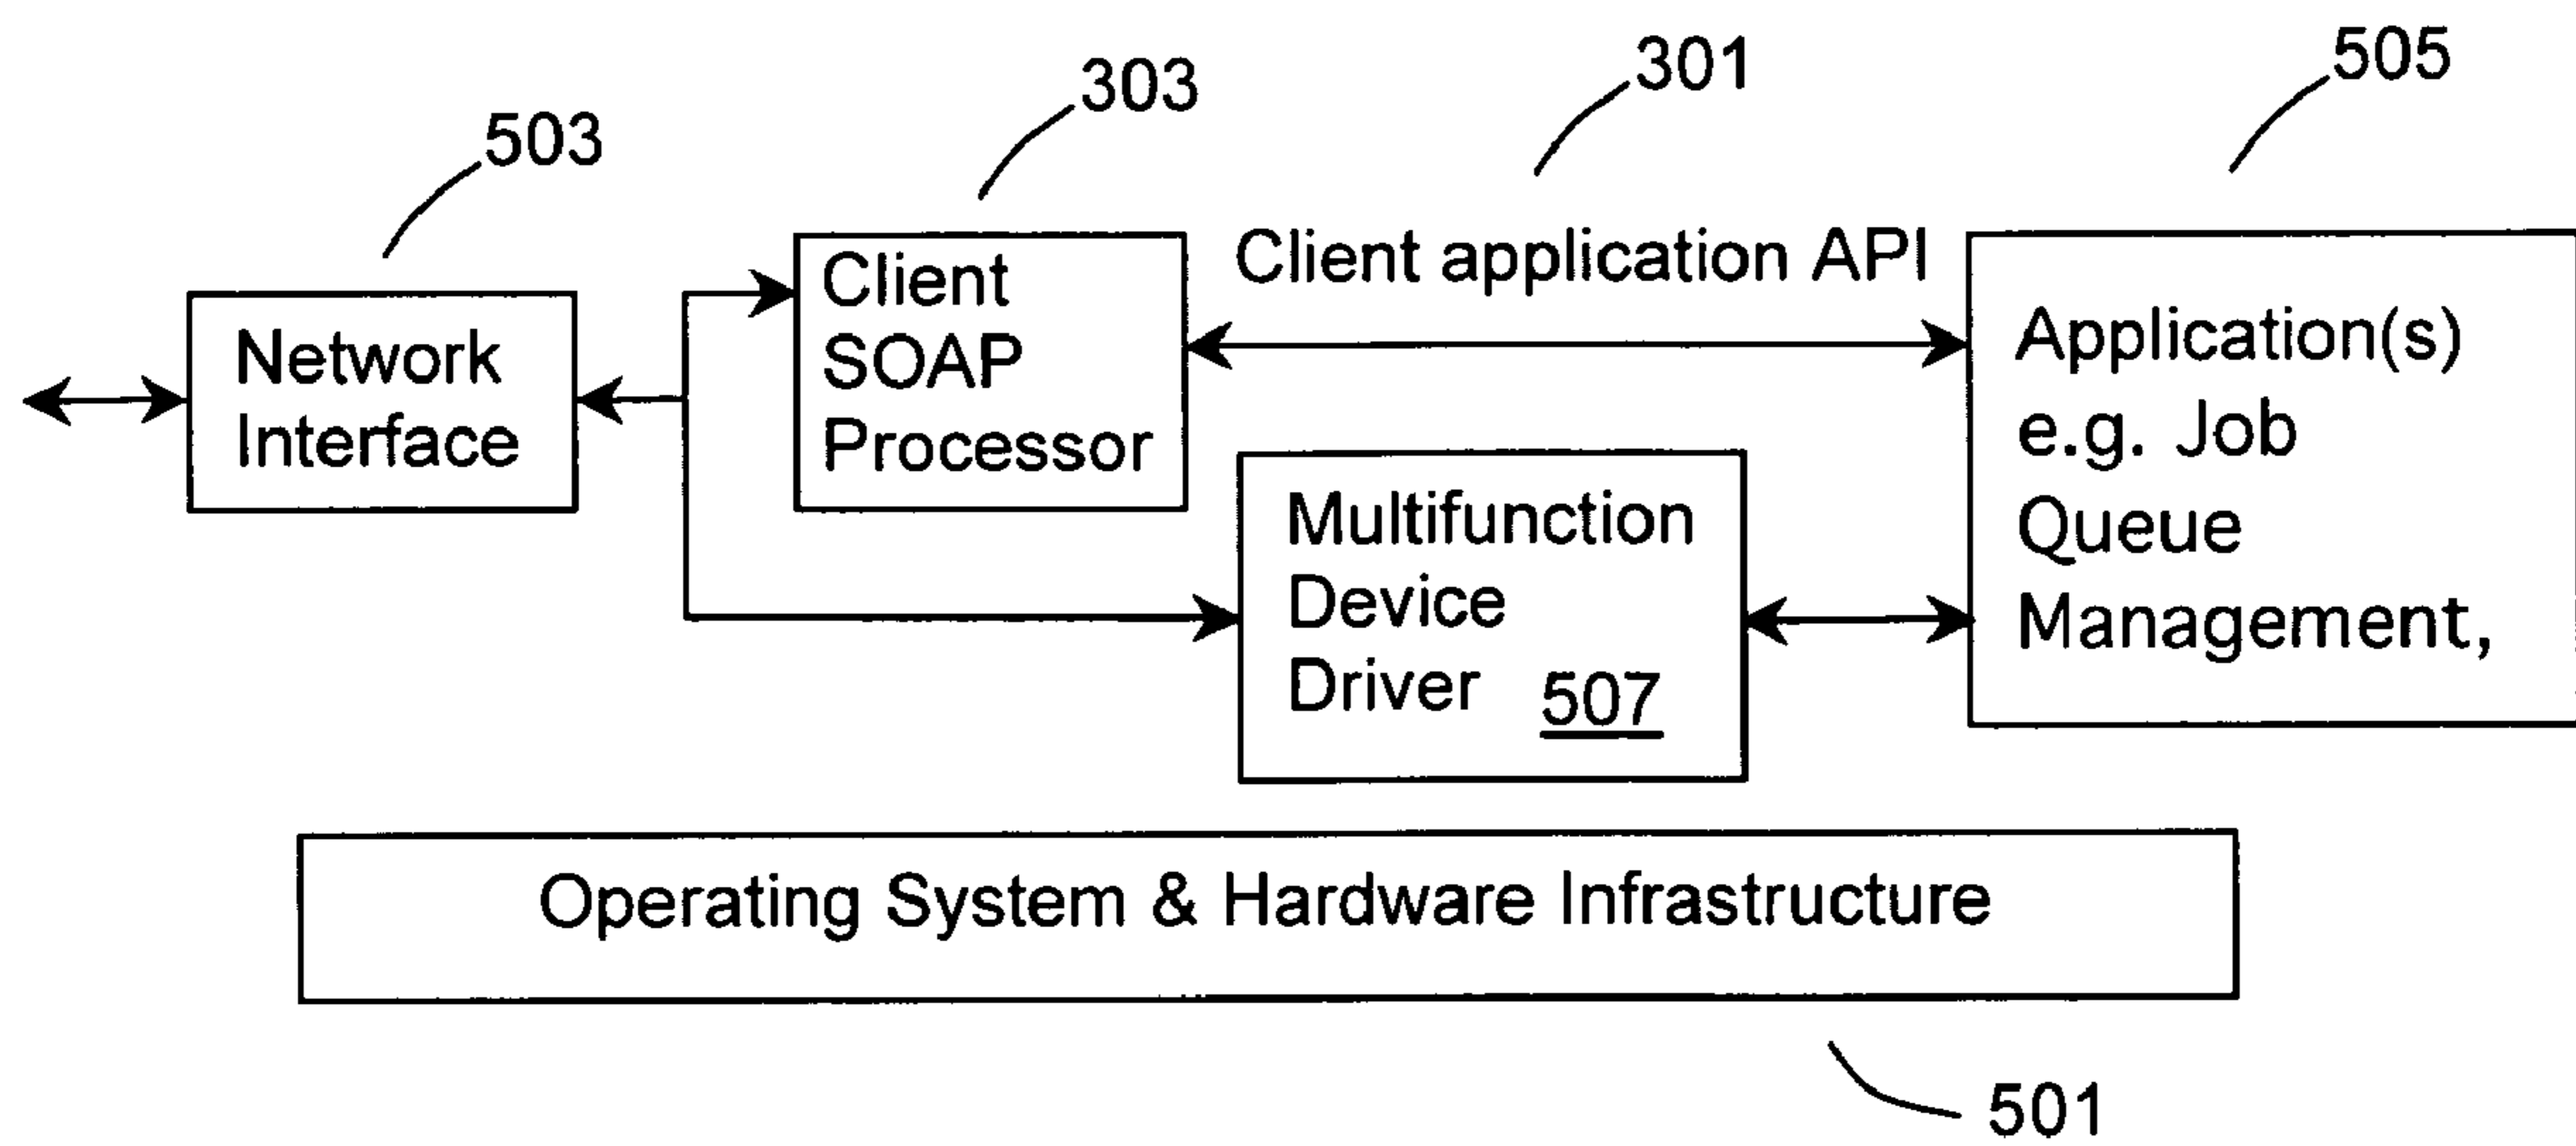 503
303
301
505
Network
Interface
Client
SOAP
Processor
Client application API
Application(s)
e.g. Job
Queue
Management,
Multifunction
Device
Driver 507
Operating System & Hardware Infrastructure
501